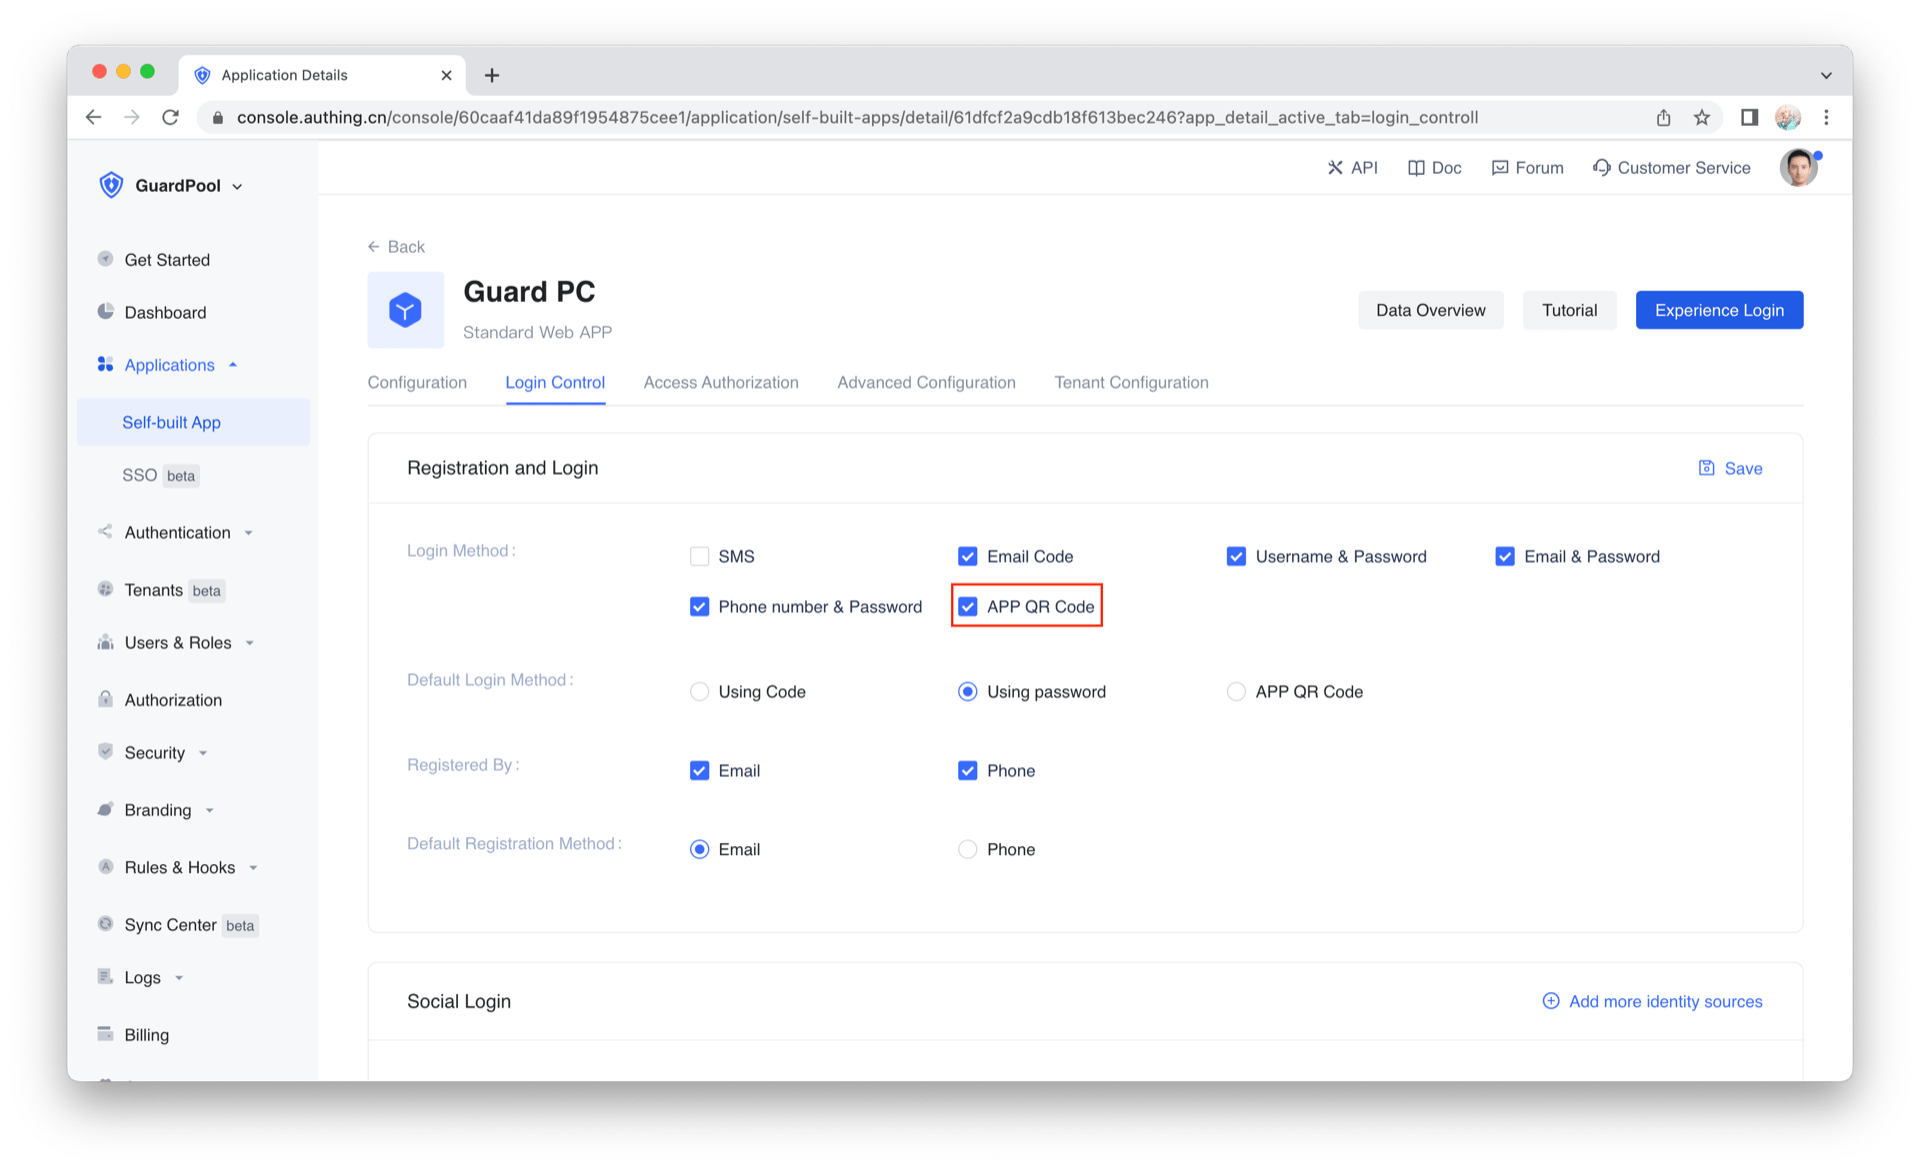 Application Details
console.authing.cn/console/60caaf41da89f1954875cee1/application/self-built-apps/detail/61dfcf2a9cdb18f613bec246?app_detail_active_tab=login_controll
GuardPool
API Doc Forum Customer Service
Get Started
Dashboard
Applications
Self-built App
SSO beta
Authentication
Tenants beta
Users & Roles
Authorization
Security
Branding
Rules & Hooks
Sync Center beta
Logs
Billing
Back
Guard PC
Standard Web APP
Data Overview Tutorial Experience Login
Configuration Login Control Access Authorization Advanced Configuration Tenant Configuration
Registration and Login Save
Login Method : SMS Email Code Username & Password Email & Password
Phone number & Password APP QR Code
Default Login Method : Using Code Using password APP QR Code
Registered By : Email Phone
Default Registration Method : Email Phone
Social Login Add more identity sources